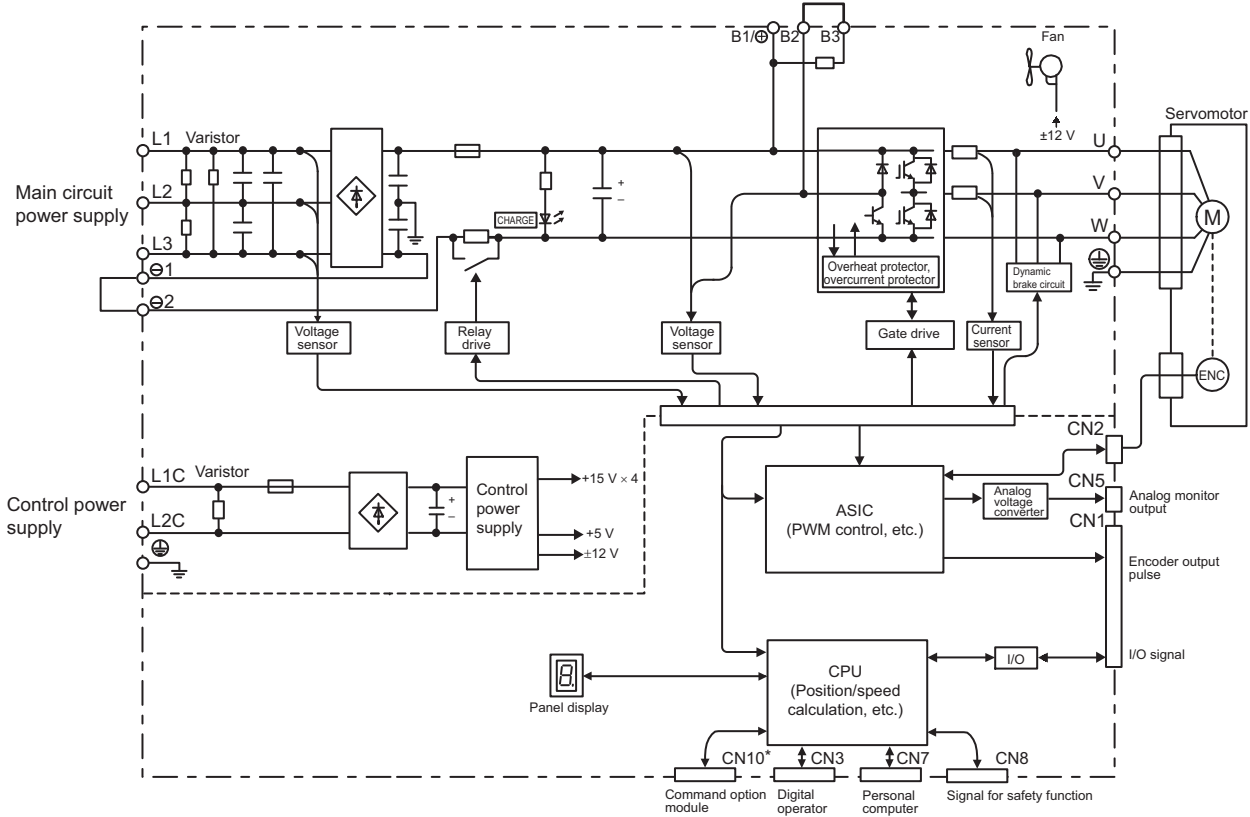 B1/⊕ B2 B3
Fan
±12 V
Servomotor
L1 Varistor
U
Main circuit
power supply
L2
V
M
+
–
CHARGE
W
L3
⊖1
Overheat protector,
overcurrent protector
Dynamic
brake circuit
⊖2
Voltage
sensor
Relay
drive
Voltage
sensor
Gate drive
Current
sensor
ENC
CN2
L1C Varistor
Control power
supply
+
–
Control
power
supply
+15 V × 4
+5 V
±12 V
L2C
ASIC
(PWM control, etc.)
Analog
voltage
converter
CN5
Analog monitor
output
CN1
Encoder output
pulse
CPU
(Position/speed
calculation, etc.)
I/O
I/O signal
8.
Panel display
CN10* CN3 CN7 CN8
Command option
module
Digital
operator
Personal
computer
Signal for safety function